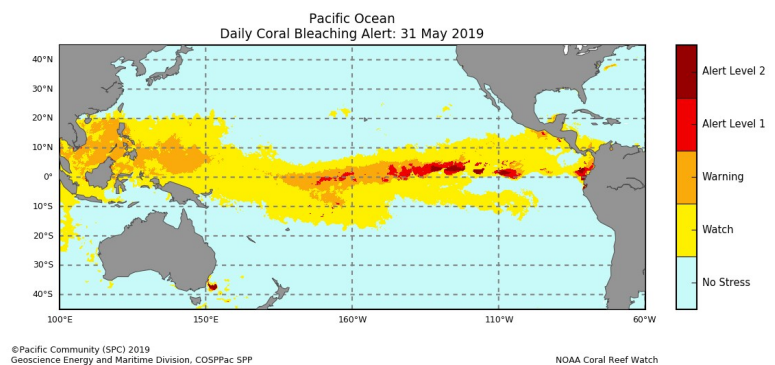 Pacific Ocean
Daily Coral Bleaching Alert: 31 May 2019
40°N
30°N
20°N
10°N
0°
10°S
20°S
30°S
40°S
100°E
150°E
160°W
110°W
60°W
Alert Level 2
Alert Level 1
Warning
Watch
No Stress
©Pacific Community (SPC) 2019
Geoscience Energy and Maritime Division, COSPPac SPP
NOAA Coral Reef Watch